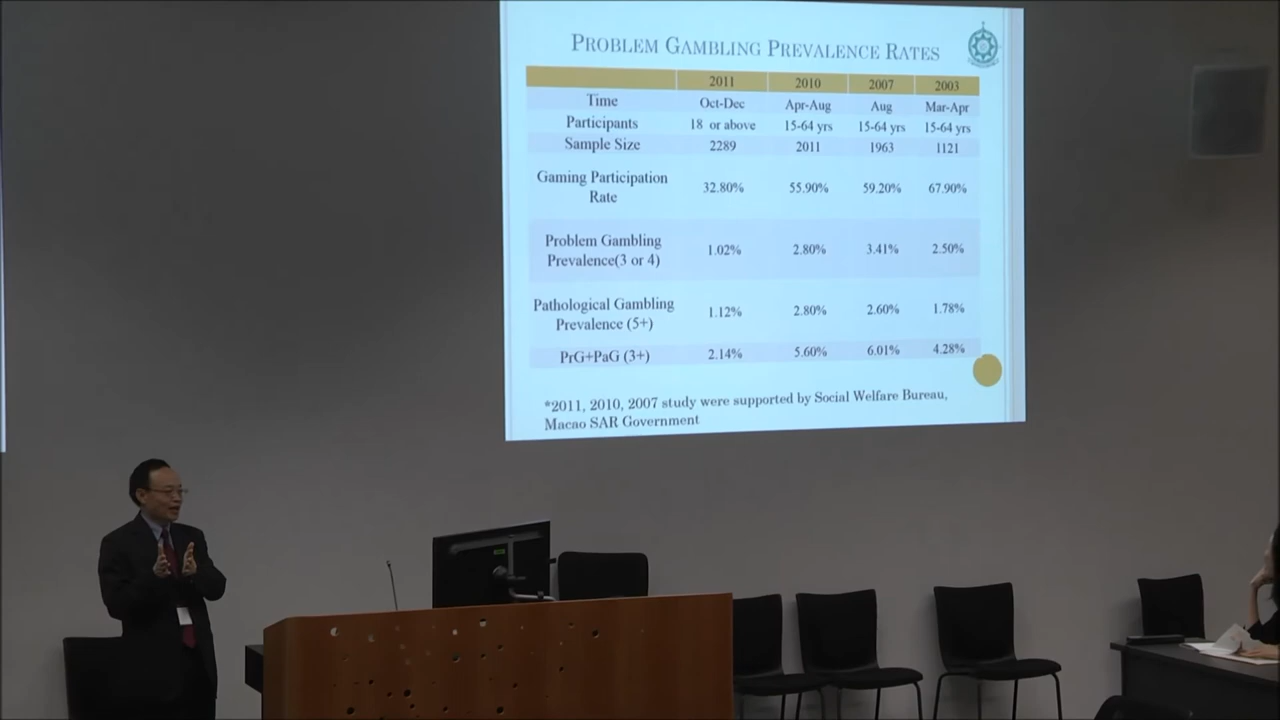 PROBLEM GAMBLING PREVALENCE RATES
2011 2010 2007 2003
Time Oct-Dec Apr-Aug Aug Mar-Apr
Participants 18 or above 15-64 yrs 15-64 yrs 15-64 yrs
Sample Size 2289 2011 1963 1121
Gaming Participation
Rate 32.80% 55.90% 59.20% 67.90%
Problem Gambling
Prevalence(3 or 4) 1.02% 2.80% 3.41% 2.50%
Pathological Gambling
Prevalence (5+) 1.12% 2.80% 2.60% 1.78%
PrG+PaG (3+) 2.14% 5.60% 6.01% 4.28%
*2011, 2010, 2007 study were supported by Social Welfare Bureau,
Macao SAR Government